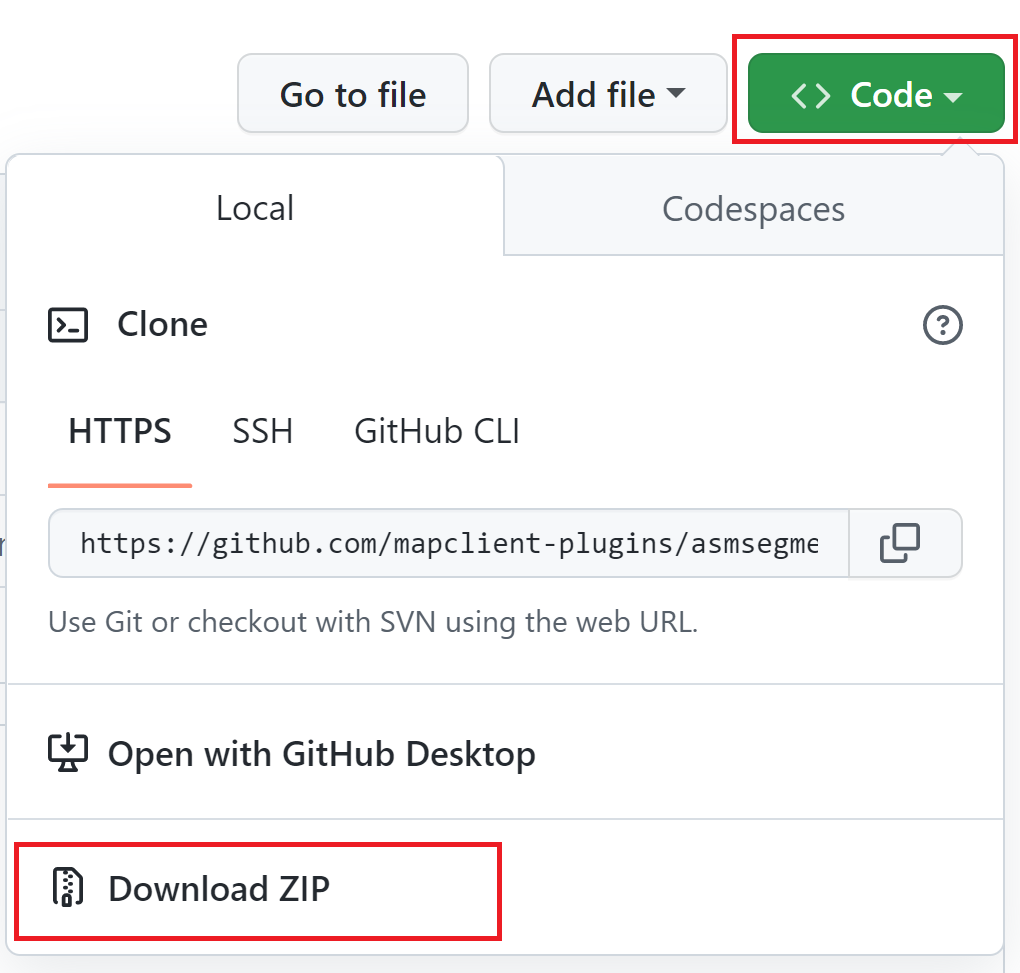 Go to file
Add file
<> Code
Local
Codespaces
Clone
HTTPS
SSH
GitHub CLI
https://github.com/mapclient-plugins/asmsegme
Use Git or checkout with SVN using the web URL.
Open with GitHub Desktop
Download ZIP